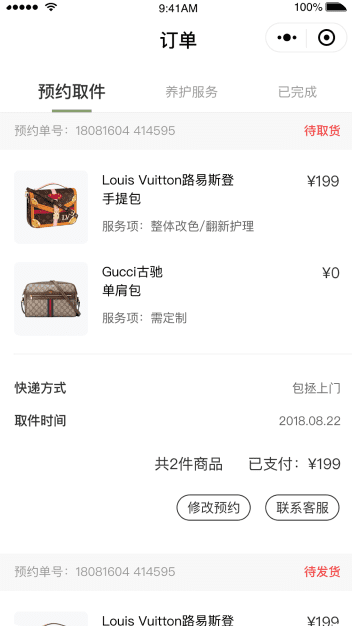 9:41AM
100%
订单
预约取件
养护服务
已完成
预约单号：18081604 414595
待取货
Louis Vuitton路易斯登
手提包
¥199
服务项：整体改色/翻新护理
Gucci古驰
单肩包
¥0
服务项：需定制
快递方式
包拯上门
取件时间
2018.08.22
共2件商品
已支付：¥199
修改预约
联系客服
预约单号：18081604 414595
待发货
Louis Vuitton路易斯登
¥199